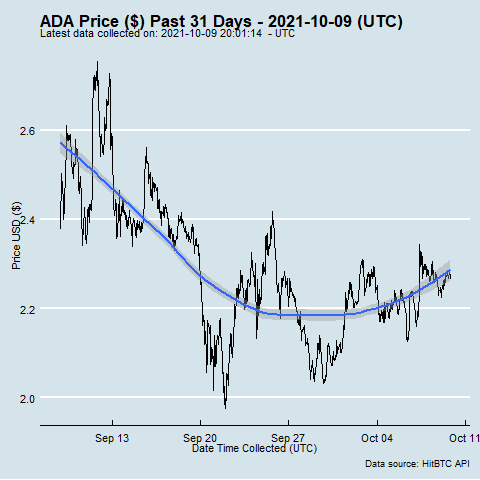 ADA Price ($) Past 31 Days - 2021-10-09 (UTC)
Latest data collected on: 2021-10-09 20:01:14 - UTC
2.6
2.4
2.2
2.0
Price USD ($)
Sep 13 Sep 20 Sep 27 Oct 04 Oct 11
Date Time Collected (UTC)
Data source: HitBTC API